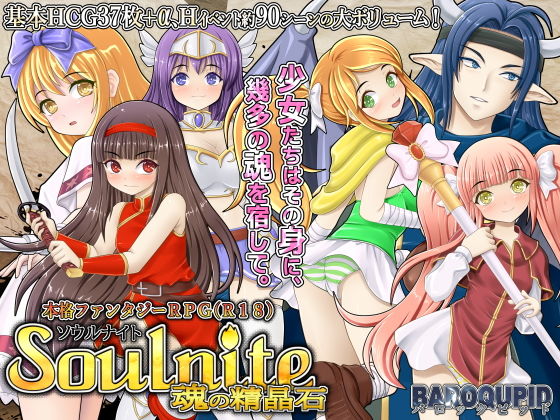 基本HCG37枚+α、Hイベント約90シーンの大ボリューム！
少女たちはその身に、
幾多の魂を宿して。
本格ファンタジーRPG(R18)
ソウルナイト
Soulnite
魂の精晶石
BAROQUPID
バロックピッド